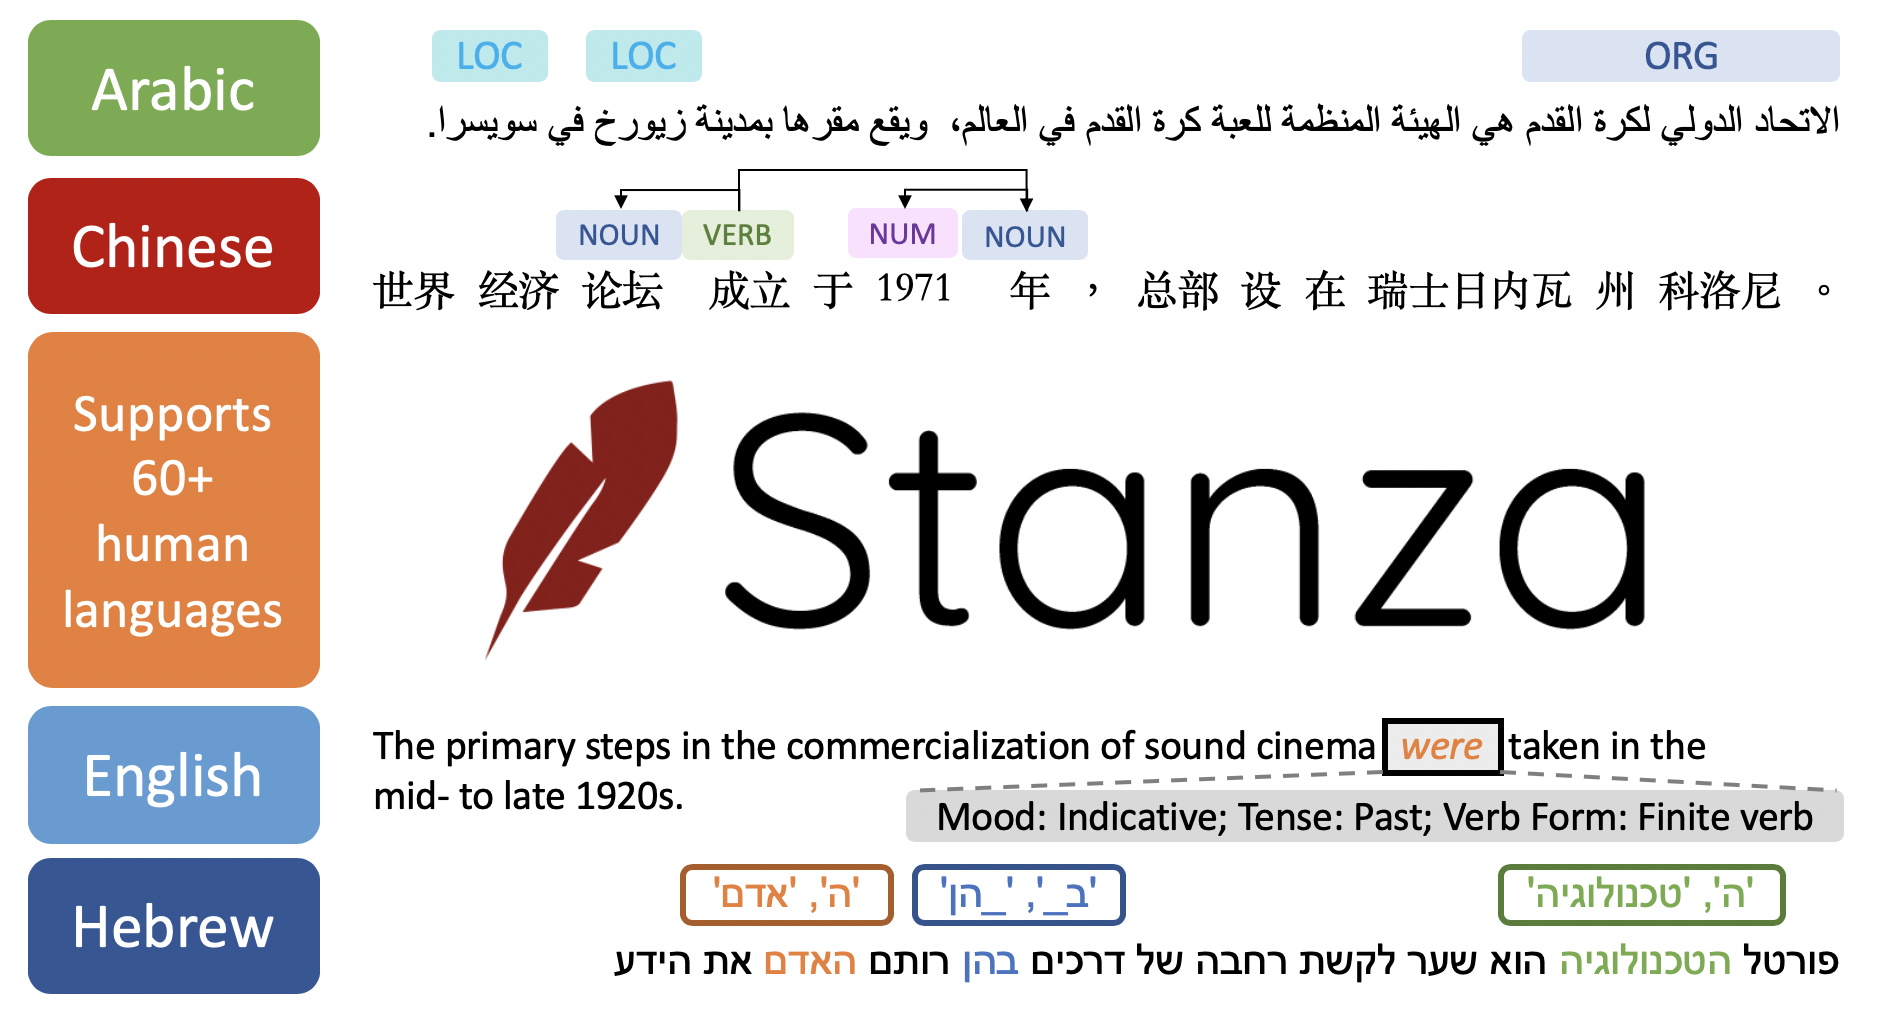 Arabic
LOC LOC ORG
الاتحاد الدولي لكرة القدم هي الهيئة المنظمة للعبة كرة القدم في العالم، ويقع مقرها بمدينة زيورخ في سويسرا.
Chinese
NOUN VERB NUM NOUN
世界 经济 论坛 成立 于 1971 年 ， 总部 设 在 瑞士日内瓦 州 科洛尼 。
Supports
60+
human
languages
Stanza
English
The primary steps in the commercialization of sound cinema were taken in the
mid- to late 1920s.
Mood: Indicative; Tense: Past; Verb Form: Finite verb
Hebrew
'ה', 'טכנולוגיה' 'ב_', '_הן' 'ה', 'אדם'
פורטל הטכנולוגיה הוא שער לקשת רחבה של דרכים בהן רותם האדם את הידע